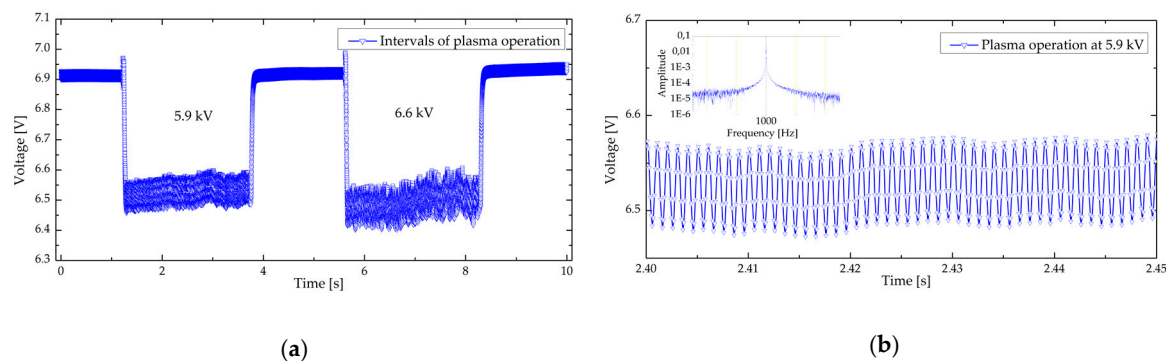 7.1
7.0
6.9
6.8
6.7
6.6
6.5
6.4
6.3
Voltage [V]
Intervals of plasma operation
5.9 kV
6.6 kV
0
2
4
6
8
10
Time [s]
(a)
6.7
6.6
6.5
Voltage [V]
0,1
0,01
1E-3
1E-4
1E-5
1E-6
Amplitude
1000
Frequency [Hz]
Plasma operation at 5.9 kV
2.40
2.41
2.42
2.43
2.44
2.45
Time [s]
(b)